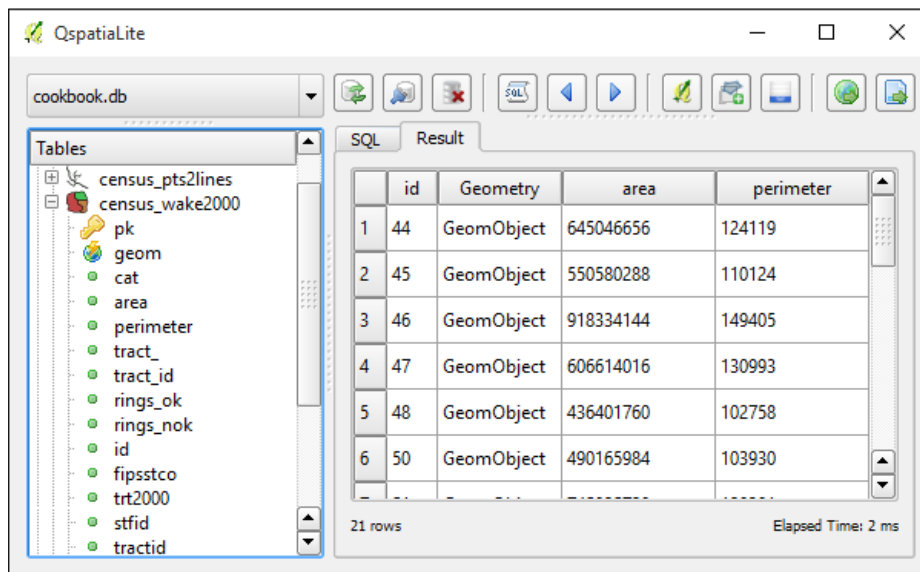 QspatiaLite
cookbook.db
Tables
census_pts2lines
census_wake2000
pk
geom
cat
area
perimeter
tract_
tract_id
rings_ok
rings_nok
id
fipsstco
trt2000
stfid
tractid
SQL
SQL Result
id Geometry area perimeter
1 44 GeomObject 645046656 124119
2 45 GeomObject 550580288 110124
3 46 GeomObject 918334144 149405
4 47 GeomObject 606614016 130993
5 48 GeomObject 436401760 102758
6 50 GeomObject 490165984 103930
21 rows Elapsed Time: 2 ms